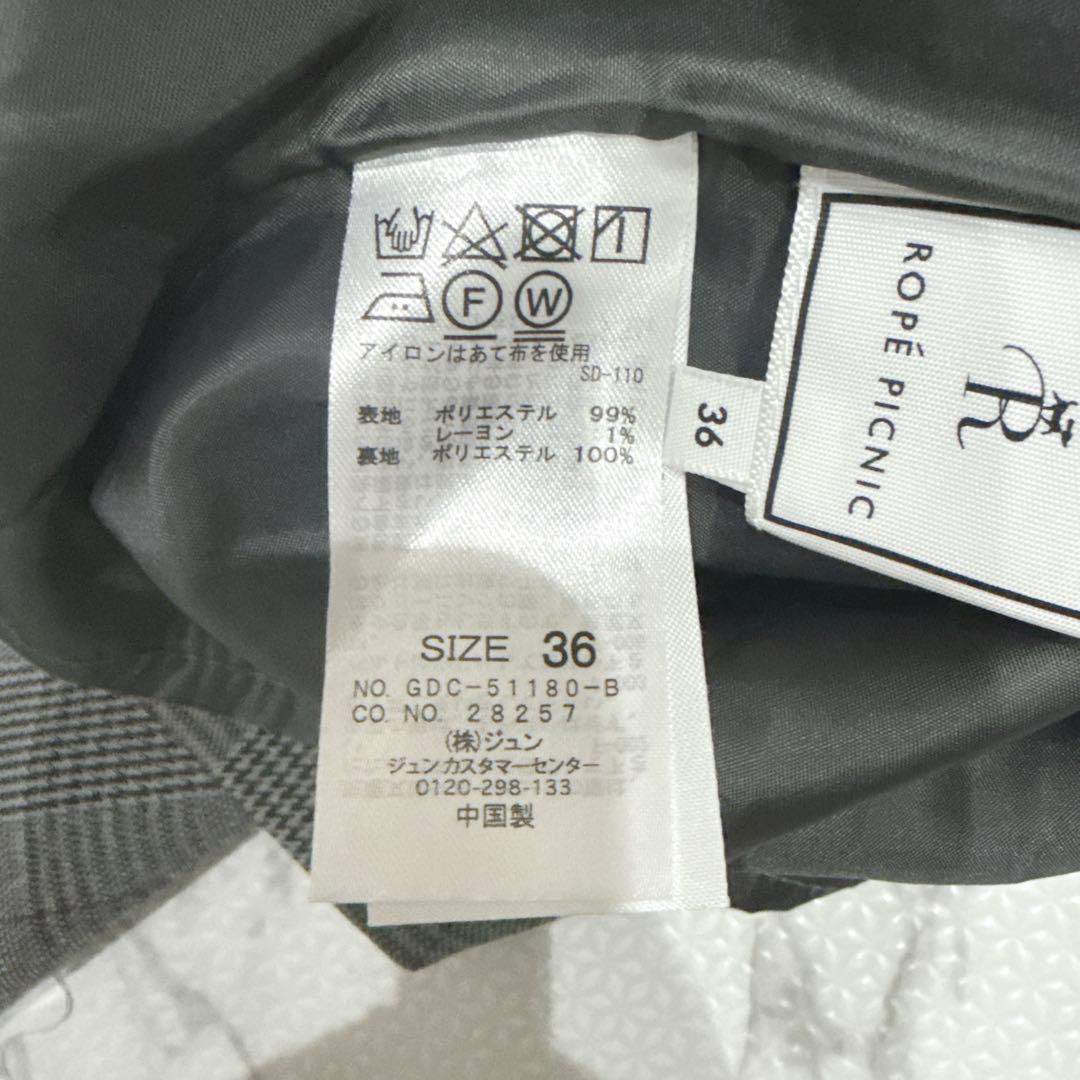 F W
アイロンはあて布を使用
SD-110
表地 ポリエステル 99%
レーヨン 1%
裏地 ポリエステル 100%
SIZE 36
NO. GDC-51180-B
CO. NO. 28257
(株)ジュン
ジュンカスタマーセンター
0120-298-133
中国製
36
R
ROPÉ PICNIC